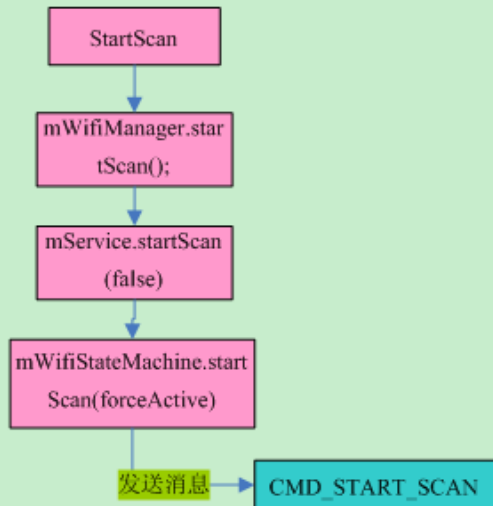 StartScan
mWifiManager.star
tScan();
mService.startScan
(false)
mWifiStateMachine.start
Scan(forceActive)
发送消息
CMD_START_SCAN